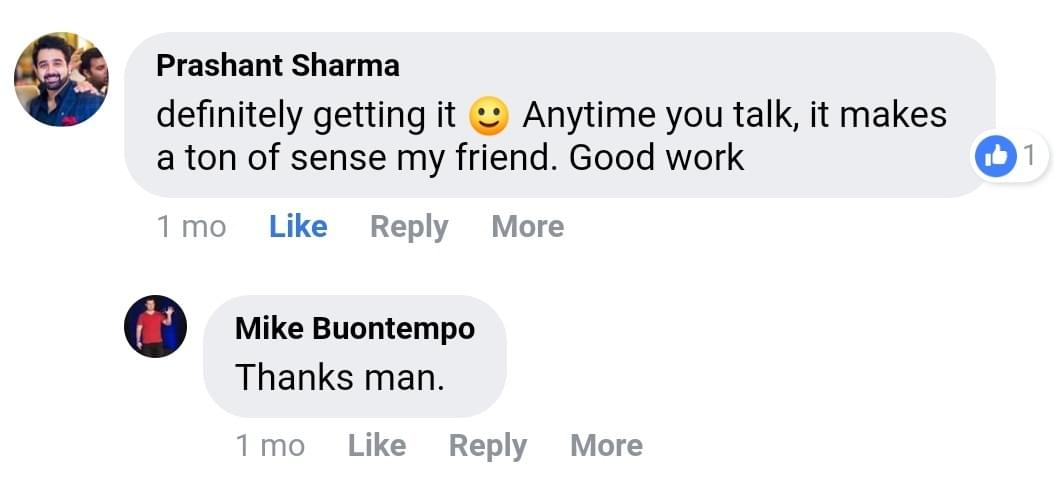 Prashant Sharma
definitely getting it 🙂 Anytime you talk, it makes
a ton of sense my friend. Good work
1
1 mo Like Reply More
Mike Buontempo
Thanks man.
1 mo Like Reply More